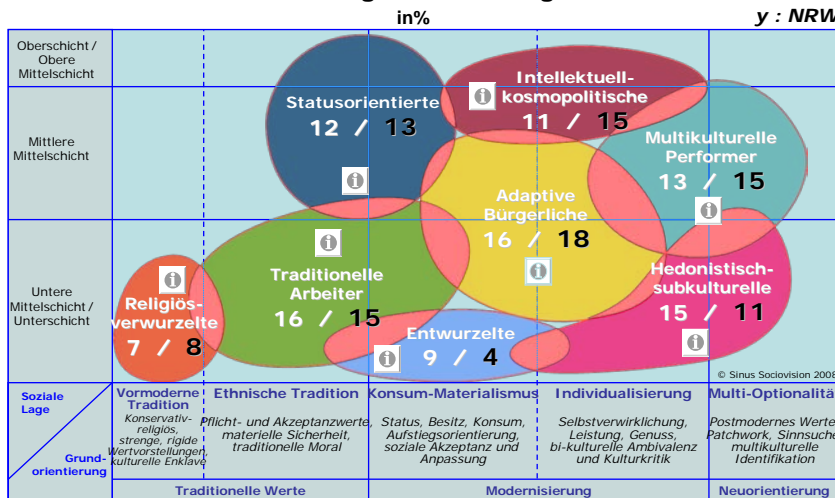 in%
y : NRW
Oberschicht /
Obere
Mittelschicht
Mittlere
Mittelschicht
Untere
Mittelschicht /
Unterschicht
Statusorientierte
12 / 13
Intellektuell-
kosmopolitische
11 / 15
Multikulturelle
Performer
13 / 15
Adaptive
Bürgerliche
16 / 18
Traditionelle
Arbeiter
16 / 15
Religiös-
verwurzelte
7 / 8
Entwurzelte
9 / 4
Hedonistisch-
subkulturelle
15 / 11
© Sinus Sociovision 2008
Soziale
Lage
Grund-
orientierung
Vormoderne
Tradition
Konservativ-
religiös,
strenge, rigide
Wertvorstellungen,
kulturelle Enklave
Ethnische Tradition
Pflicht- und Akzeptanzwerte,
materielle Sicherheit,
traditionelle Moral
Konsum-Materialismus
Status, Besitz, Konsum,
Aufstiegsorientierung,
soziale Akzeptanz und
Anpassung
Individualisierung
Selbstverwirklichung,
Leistung, Genuss,
bi-kulturelle Ambivalenz
und Kulturkritik
Multi-Optionalität
Postmodernes Werte-
Patchwork, Sinnsuche
multikulturelle
Identifikation
Traditionelle Werte
Modernisierung
Neuorientierung